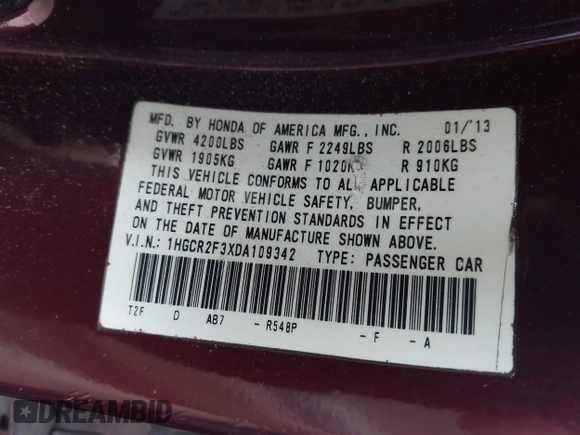 MFD. BY HONDA OF AMERICA MFG., INC. 01/'13
GVWR 4200LBS GAWR F 2249LBS R 2006LBS
GVWR 1905KG GAWR F 1020KG R 910KG
THIS VEHICLE CONFORMS TO ALL APPLICABLE
FEDERAL MOTOR VEHICLE SAFETY, BUMPER,
AND THEFT PREVENTION STANDARDS IN EFFECT
ON THE DATE OF MANUFACTURE SHOWN ABOVE.
V.I.N.: 1HGCR2F3XDA109342 TYPE: PASSENGER CAR
T2F D AB7 - R548P - F - A
DREAMBID